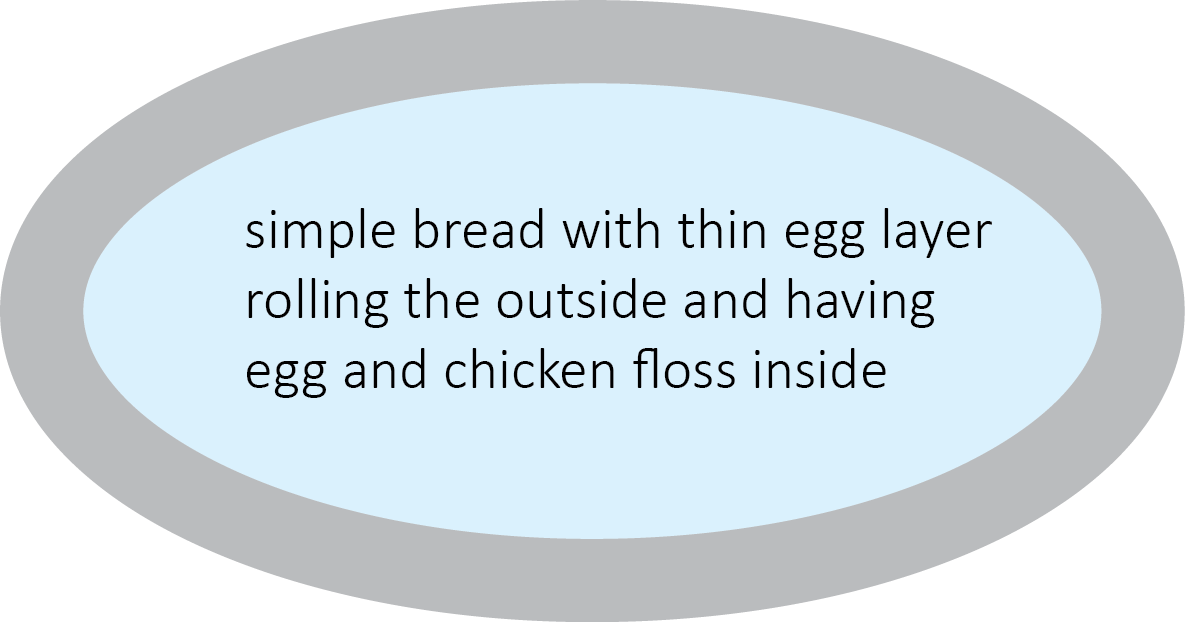 simple bread with thin egg layer
rolling the outside and having
egg and chicken floss inside